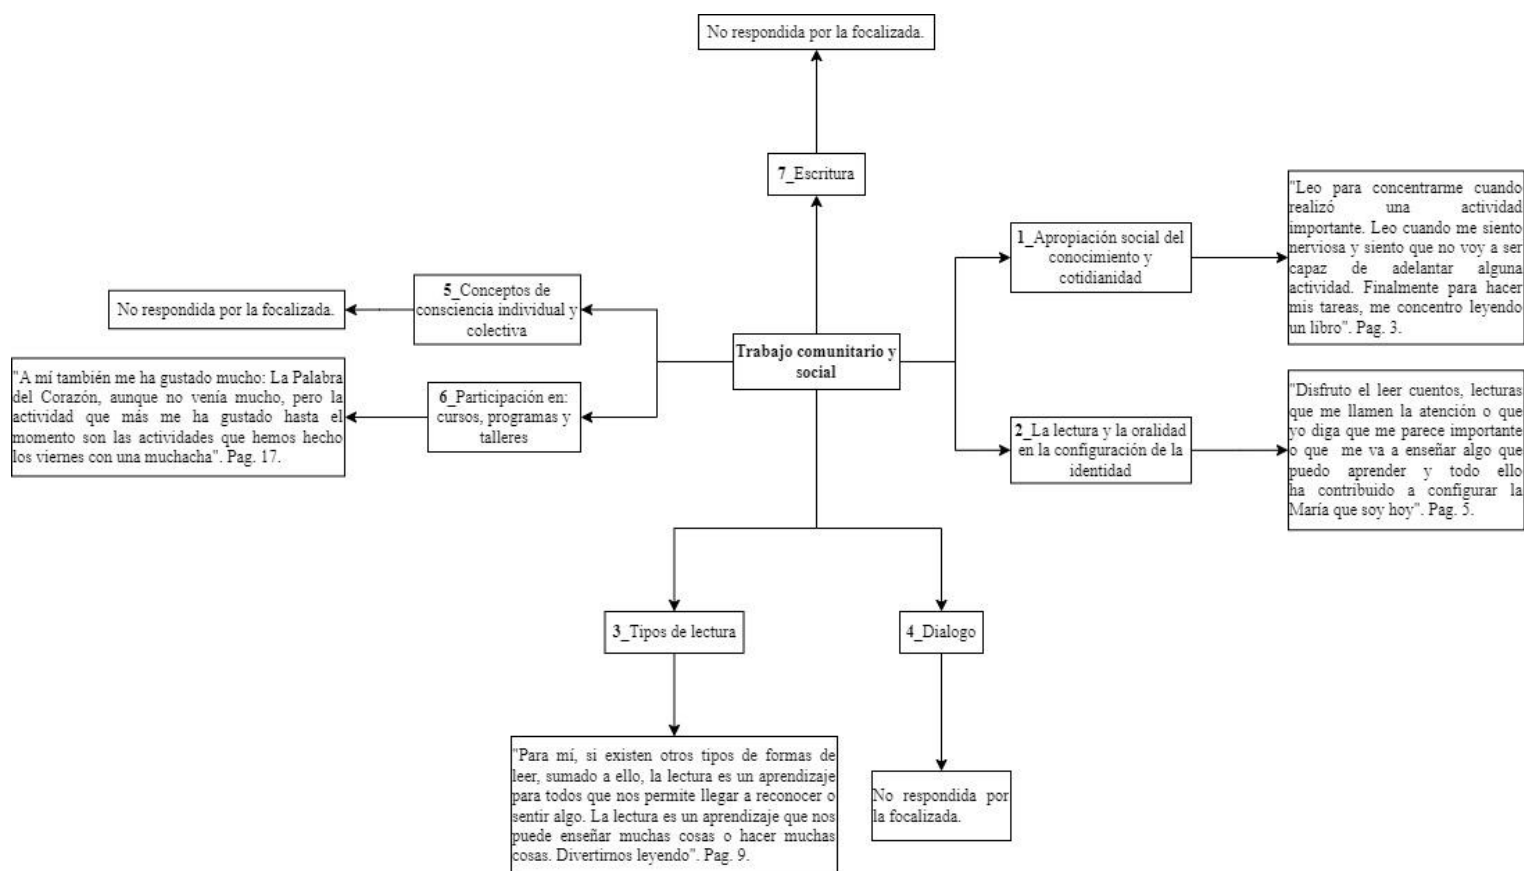 No respondida por la focalizada.
7_Escritura
"Leo para concentrarme cuando
realizó una actividad
importante. Leo cuando me siento
nerviosa y siento que no voy a ser
capaz de adelantar alguna
actividad. Finalmente para hacer
mis tareas, me concentro leyendo
un libro". Pag. 3.
1_Apropiación social del
conocimiento y
cotidianidad
5_Conceptos de
consciencia individual y
colectiva
No respondida por la focalizada.
Trabajo comunitario y
social
"A mí también me ha gustado mucho: La Palabra
del Corazón, aunque no venía mucho, pero la
actividad que más me ha gustado hasta el
momento son las actividades que hemos hecho
los viernes con una muchacha". Pag. 17.
6_Participación en:
cursos, programas y
talleres
2_La lectura y la oralidad
en la configuración de la
identidad
"Disfruto el leer cuentos, lecturas
que me llamen la atención o que
yo diga que me parece importante
o que me va a enseñar algo que
puedo aprender y todo ello
ha contribuido a configurar la
María que soy hoy". Pag. 5.
3_Tipos de lectura
4_Dialogo
"Para mí, si existen otros tipos de formas de
leer, sumado a ello, la lectura es un aprendizaje
para todos que nos permite llegar a reconocer o
sentir algo. La lectura es un aprendizaje que nos
puede enseñar muchas cosas o hacer muchas
cosas. Divertirnos leyendo". Pag. 9.
No respondida por
la focalizada.